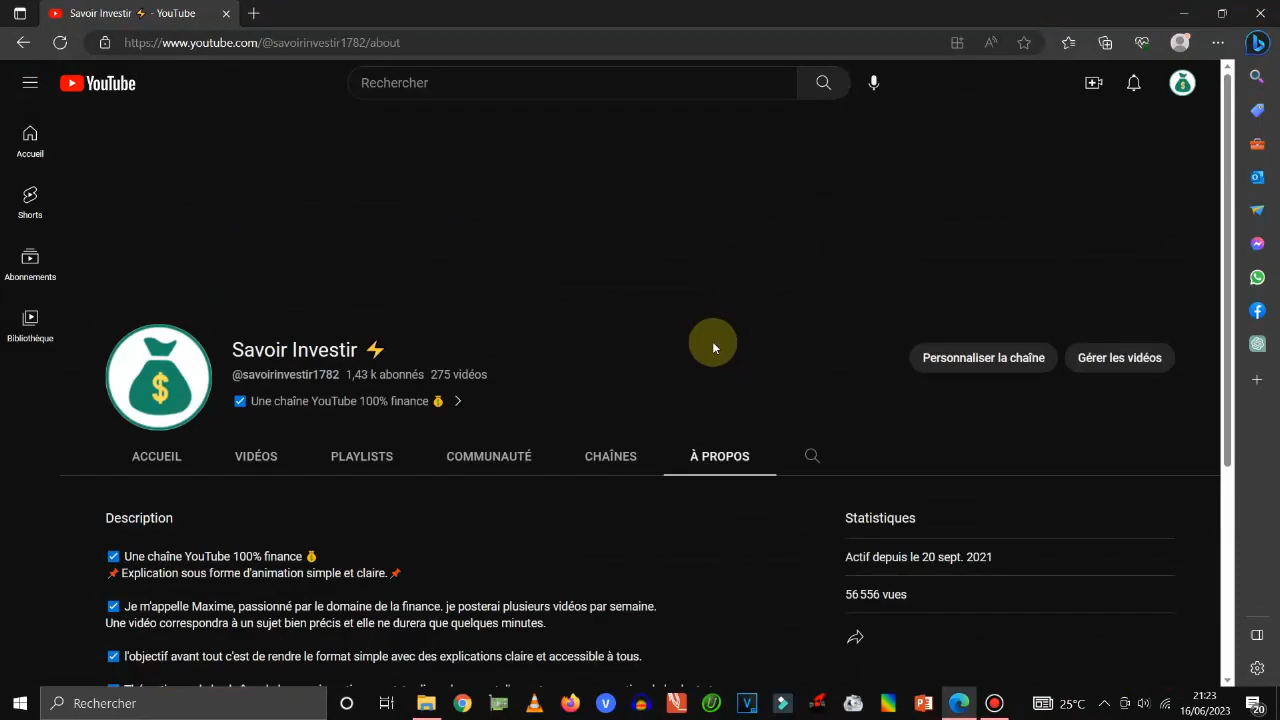 Savoir Investir ⚡ - YouTube
https://www.youtube.com/@savoirinvestir1782/about
YouTube
Rechercher
Accueil
Shorts
Abonnements
Bibliothèque
Savoir Investir ⚡
@savoirinvestir1782 1,43 k abonnés 275 vidéos
☑ Une chaîne YouTube 100% finance 💰
Personnaliser la chaîne
Gérer les vidéos
ACCUEIL VIDÉOS PLAYLISTS COMMUNAUTÉ CHAÎNES À PROPOS
Description
☑ Une chaîne YouTube 100% finance 💰
📌 Explication sous forme d'animation simple et claire. 📌
☑ Je m'appelle Maxime, passionné par le domaine de la finance. je posterai plusieurs vidéos par semaine.
Une vidéo correspondra à un sujet bien précis et elle ne durera que quelques minutes.
☑ l'objectif avant tout c'est de rendre le format simple avec des explications claire et accessible à tous.
Statistiques
Actif depuis le 20 sept. 2021
56 556 vues
Rechercher
25°C
21:23
16/06/2023
20